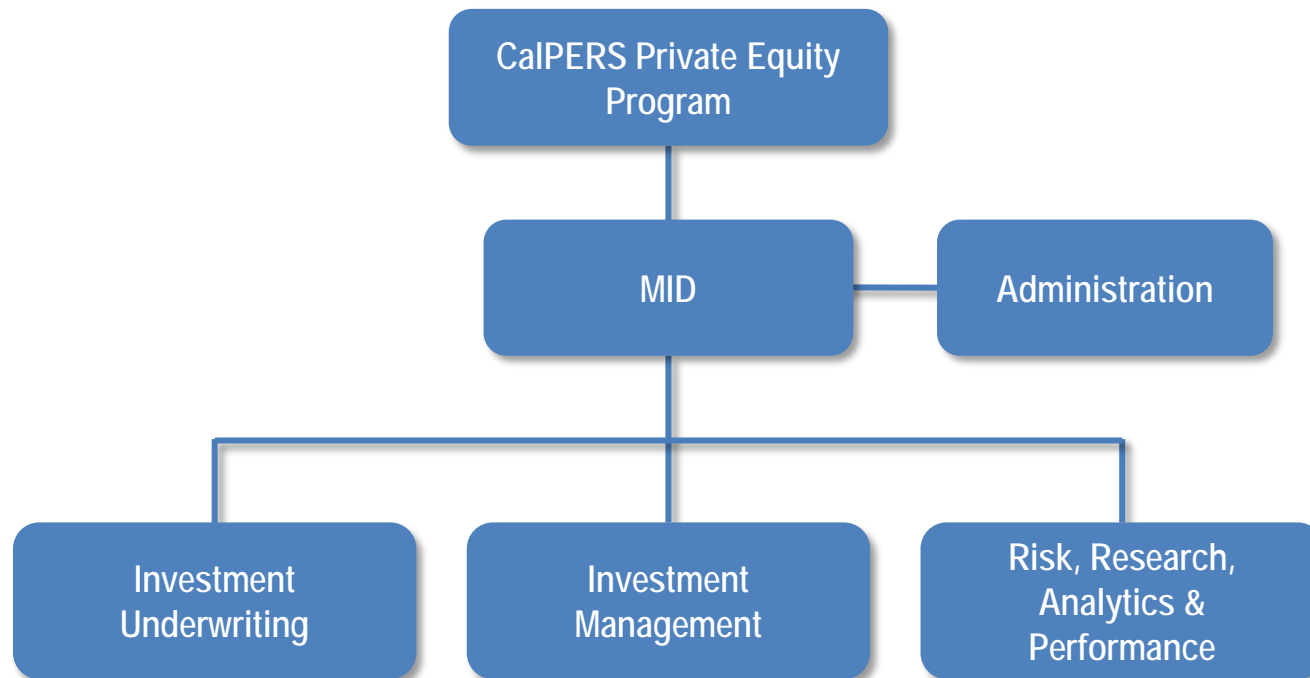 CalPERS Private Equity
Program
MID
Administration
Investment
Underwriting
Investment
Management
Risk, Research,
Analytics &
Performance